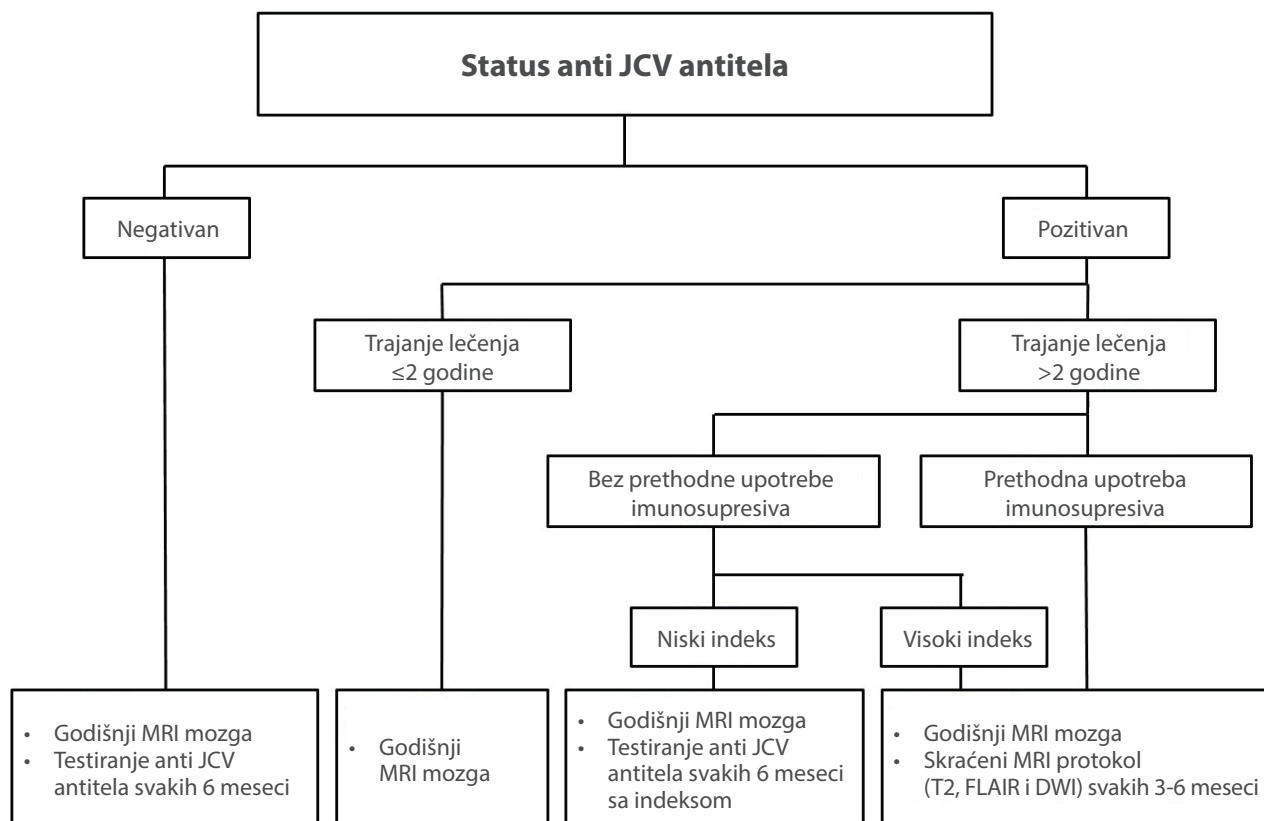 Status anti JCV antitela
Negativan
Pozitivan
Trajanje lečenja
≤2 godine
Trajanje lečenja
>2 godine
Bez prethodne upotrebe
imunosupresiva
Prethodna upotreba
imunosupresiva
Niski indeks
Visoki indeks
• Godišnji MRI mozga
• Testiranje anti JCV
antitela svakih 6 meseci
• Godišnji
MRI mozga
• Godišnji MRI mozga
• Testiranje anti JCV
antitela svakih 6 meseci
sa indeksom
• Godišnji MRI mozga
• Skraćeni MRI protokol
(T2, FLAIR i DWI) svakih 3-6 meseci